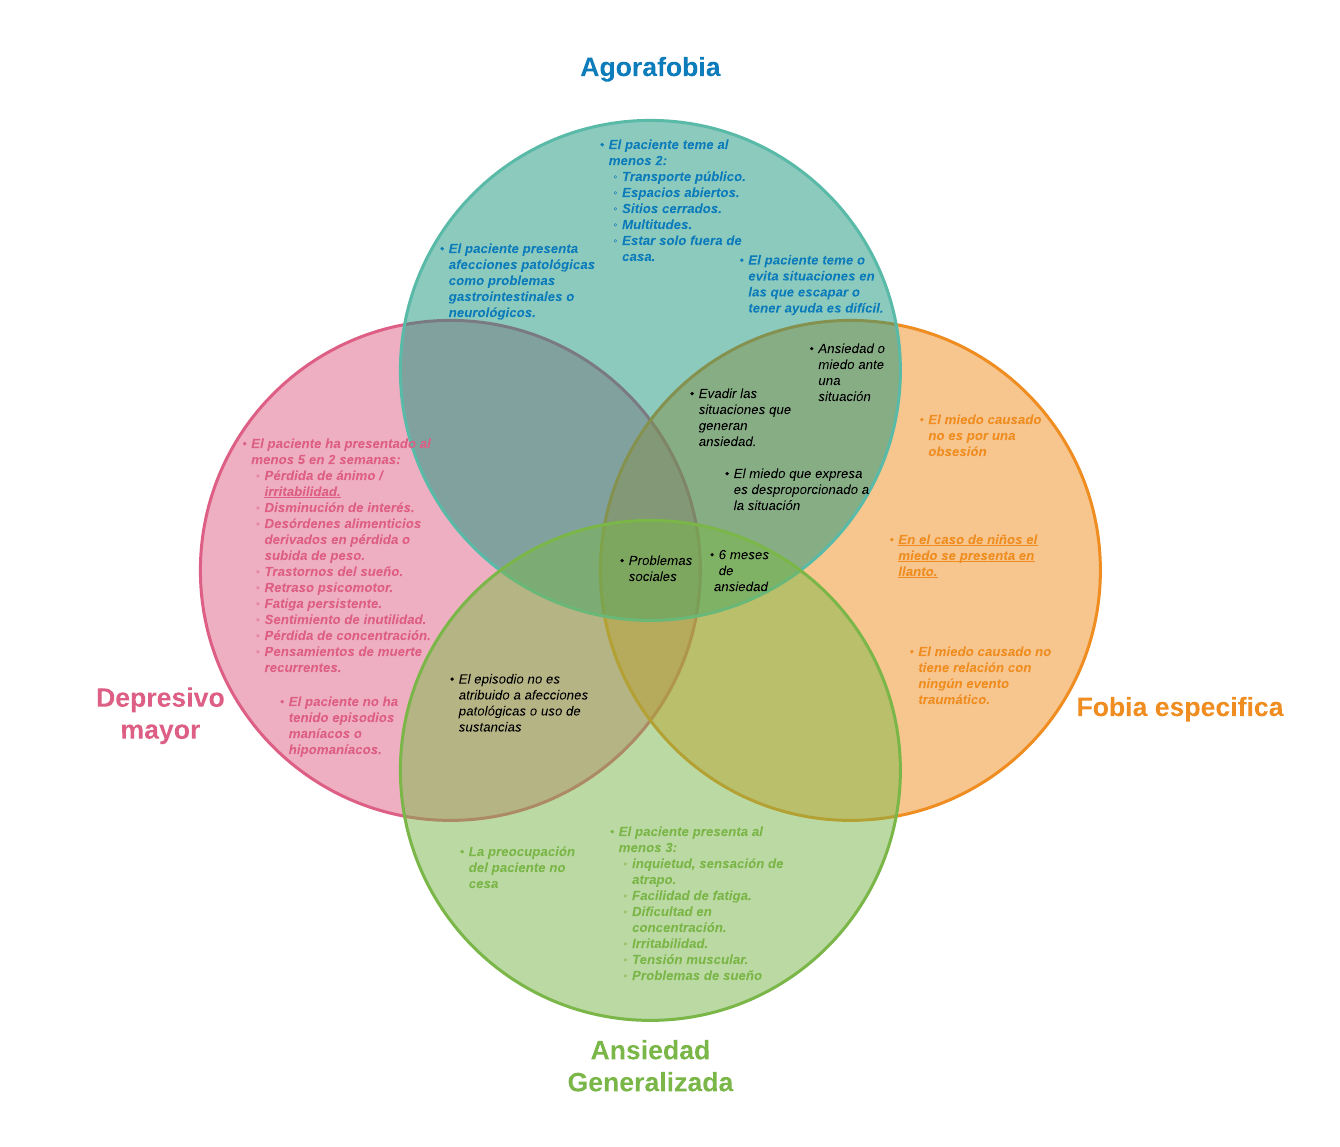 Agorafobia
• El paciente teme al
menos 2:
◦ Transporte público.
◦ Espacios abiertos.
◦ Sitios cerrados.
◦ Multitudes.
◦ Estar solo fuera de
casa.
• El paciente presenta
afecciones patológicas
como problemas
gastrointestinales o
neurológicos.
• El paciente teme o
evita situaciones en
las que escapar o
tener ayuda es difícil.
• Ansiedad o
miedo ante
una
situación
• Evadir las
situaciones que
generan
ansiedad.
• El miedo que expresa
es desproporcionado a
la situación
• El miedo causado
no es por una
obsesión
• En el caso de niños el
miedo se presenta en
llanto.
• El miedo causado no
tiene relación con
ningún evento
traumático.
Fobia especifica
• El paciente ha presentado al
menos 5 en 2 semanas:
◦ Pérdida de ánimo /
irritabilidad.
◦ Disminución de interés.
◦ Desórdenes alimenticios
derivados en pérdida o
subida de peso.
◦ Trastornos del sueño.
◦ Retraso psicomotor.
◦ Fatiga persistente.
◦ Sentimiento de inutilidad.
◦ Pérdida de concentración.
◦ Pensamientos de muerte
recurrentes.
• El paciente no ha
tenido episodios
maníacos o
hipomaníacos.
Depresivo
mayor
• Problemas
sociales
• 6 meses
de
ansiedad
• El episodio no es
atribuido a afecciones
patológicas o uso de
sustancias
• La preocupación
del paciente no
cesa
• El paciente presenta al
menos 3:
◦ inquietud, sensación de
atrapo.
◦ Facilidad de fatiga.
◦ Dificultad en
concentración.
◦ Irritabilidad.
◦ Tensión muscular.
◦ Problemas de sueño
Ansiedad
Generalizada